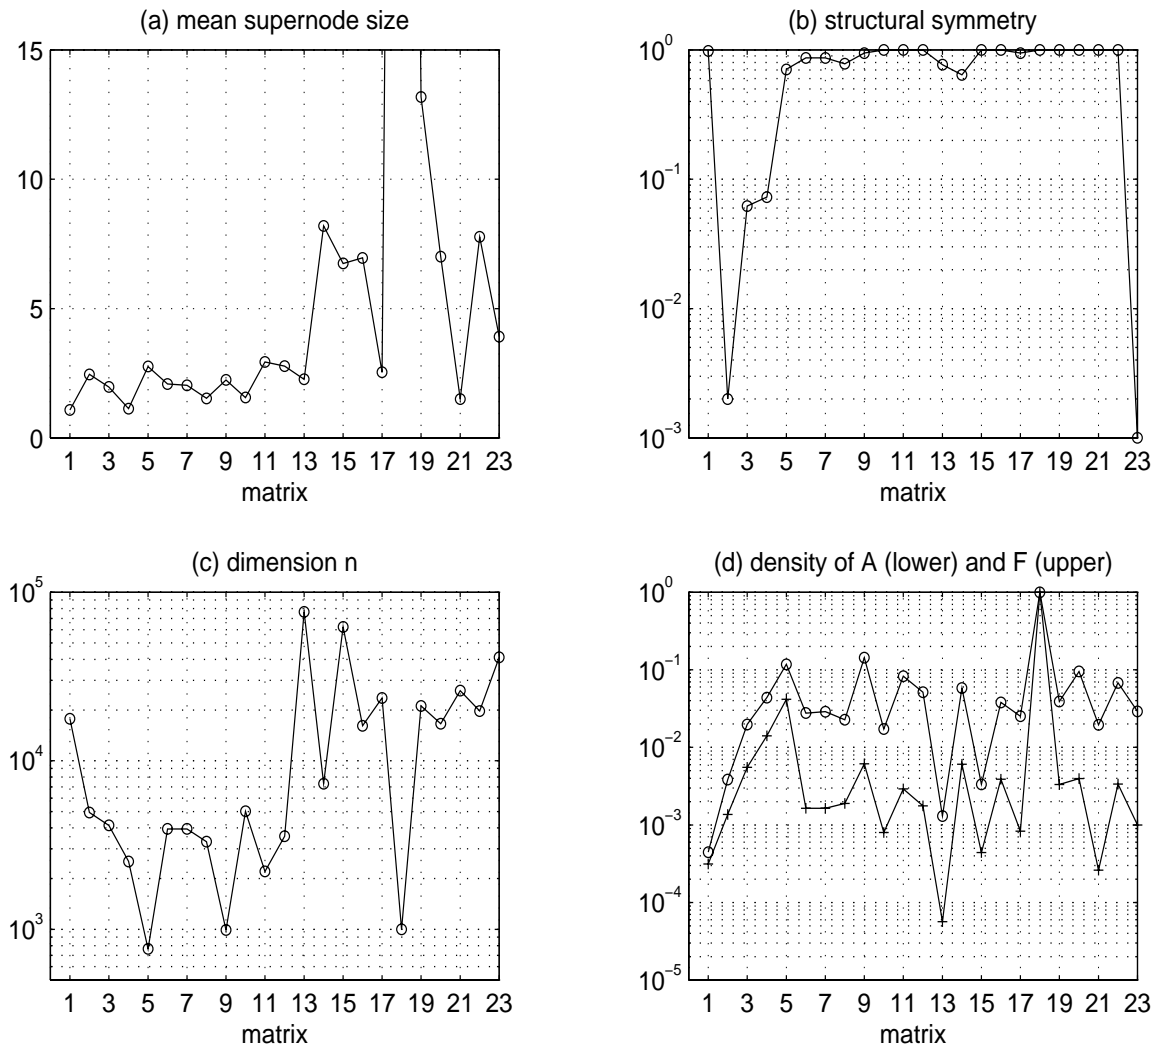 (a) mean supernode size
15
10
5
0
1 3 5 7 9 11 13 15 17 19 21 23
matrix
(b) structural symmetry
10^0
10^-1
10^-2
10^-3
1 3 5 7 9 11 13 15 17 19 21 23
matrix
(c) dimension n
10^5
10^4
10^3
1 3 5 7 9 11 13 15 17 19 21 23
matrix
(d) density of A (lower) and F (upper)
10^0
10^-1
10^-2
10^-3
10^-4
10^-5
1 3 5 7 9 11 13 15 17 19 21 23
matrix